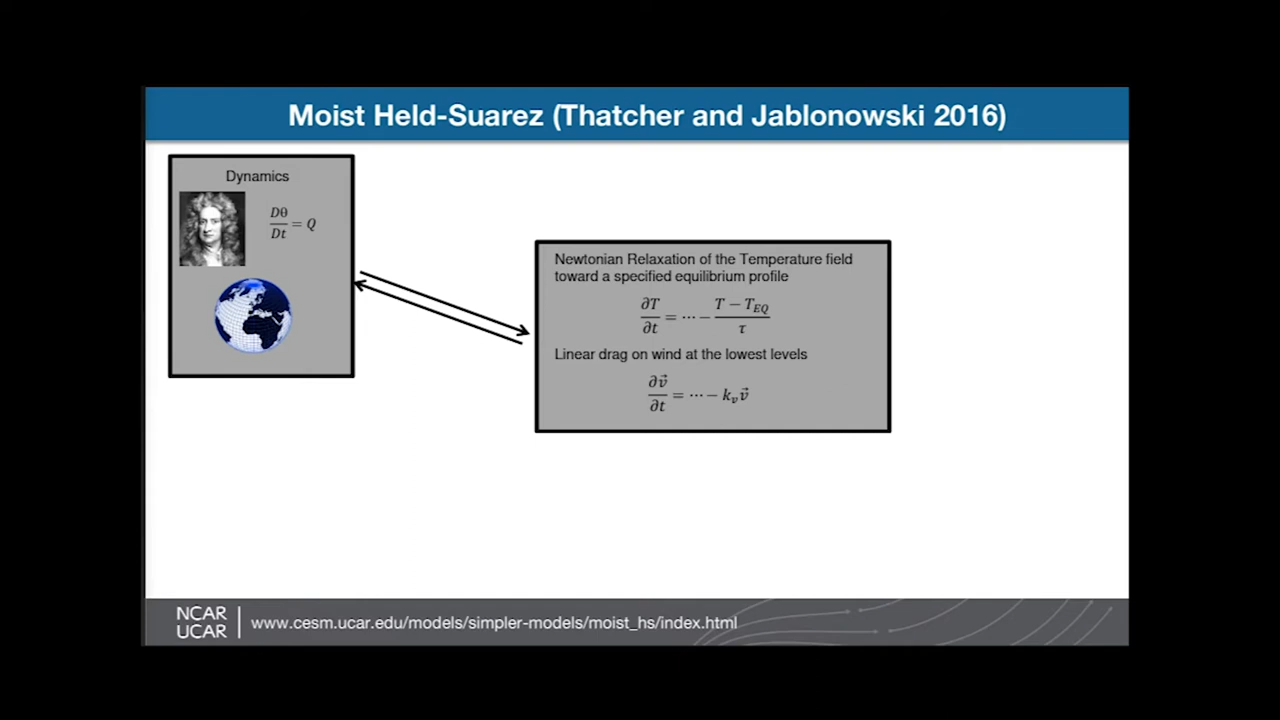 Moist Held-Suarez (Thatcher and Jablonowski 2016)
Dynamics
Dθ/Dt = Q
Newtonian Relaxation of the Temperature field
toward a specified equilibrium profile
∂T/∂t = ⋯ − (T − T_EQ)/τ
Linear drag on wind at the lowest levels
∂v⃗/∂t = ⋯ − k_v v⃗
NCAR
UCAR
www.cesm.ucar.edu/models/simpler-models/moist_hs/index.html